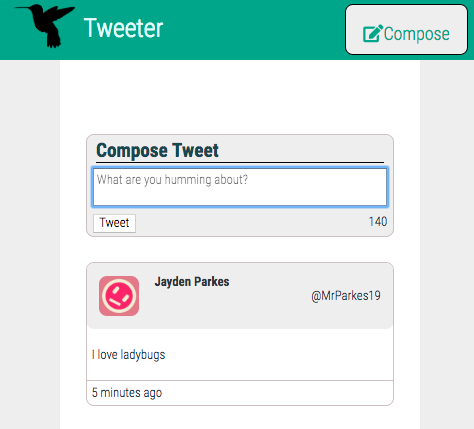 Tweeter
Compose
Compose Tweet
What are you humming about?
Tweet
140
Jayden Parkes
@MrParkes19
I love ladybugs
5 minutes ago